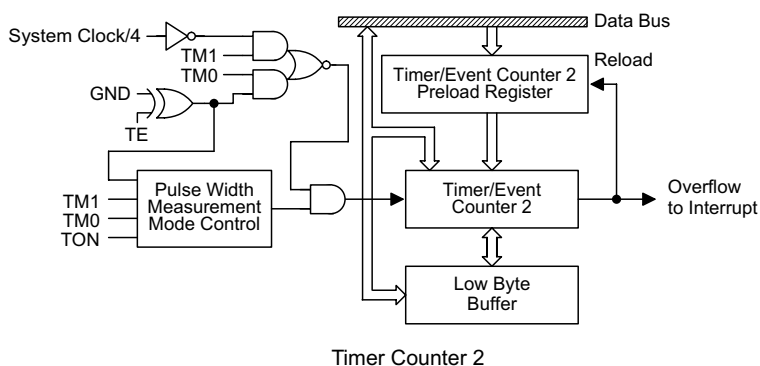 Data Bus
System Clock/4
TM1
TM0
GND
TE
Timer/Event Counter 2
Preload Register
Reload
TM1
TM0
TON
Pulse Width
Measurement
Mode Control
Timer/Event
Counter 2
Overflow
to Interrupt
Low Byte
Buffer
Timer Counter 2